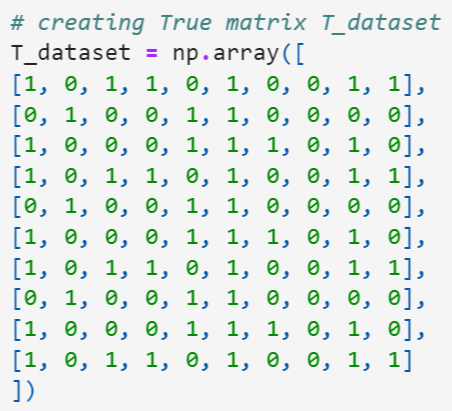 # creating True matrix T_dataset
T_dataset = np.array([
[1, 0, 1, 1, 0, 1, 0, 0, 1, 1],
[0, 1, 0, 0, 1, 1, 0, 0, 0, 0],
[1, 0, 0, 0, 1, 1, 1, 0, 1, 0],
[1, 0, 1, 1, 0, 1, 0, 0, 1, 1],
[0, 1, 0, 0, 1, 1, 0, 0, 0, 0],
[1, 0, 0, 0, 1, 1, 1, 0, 1, 0],
[1, 0, 1, 1, 0, 1, 0, 0, 1, 1],
[0, 1, 0, 0, 1, 1, 0, 0, 0, 0],
[1, 0, 0, 0, 1, 1, 1, 0, 1, 0],
[1, 0, 1, 1, 0, 1, 0, 0, 1, 1]
])